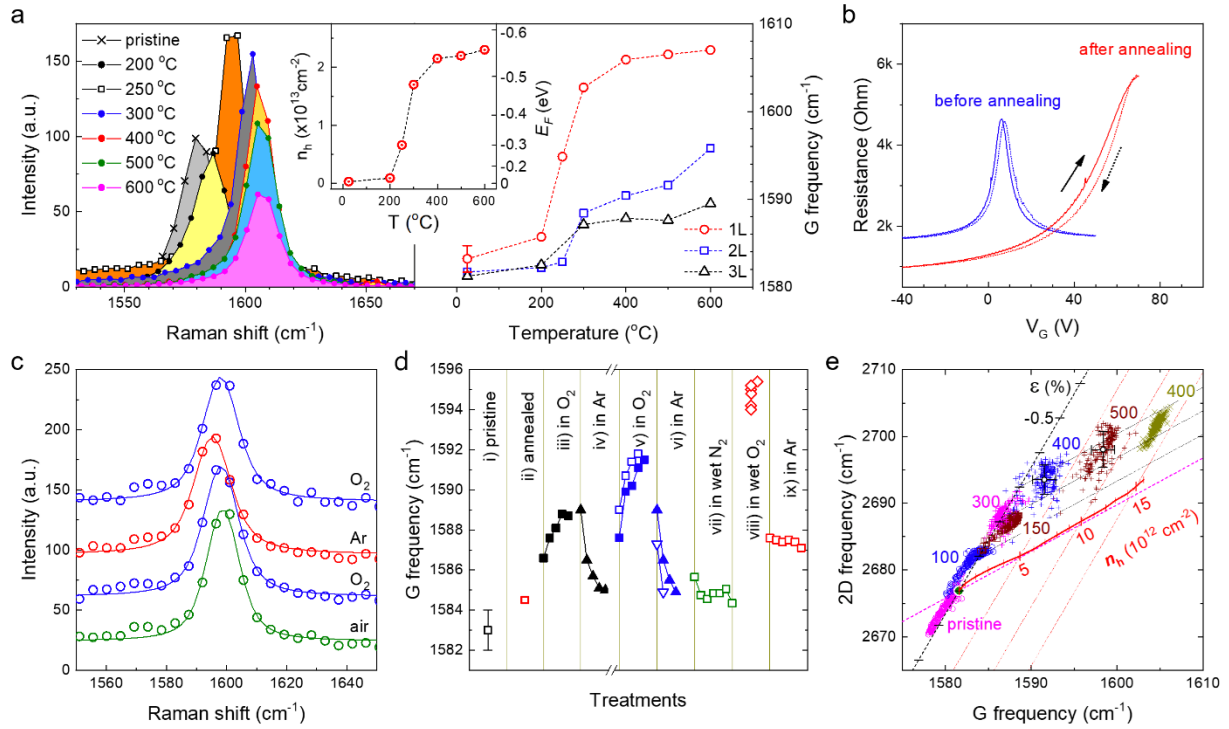 a
150
100
50
0
Intensity (a.u.)
pristine
200 °C
250 °C
300 °C
400 °C
500 °C
600 °C
1550
1600
1650
Raman shift (cm⁻¹)
2
1
0
n_h (x10¹³cm⁻²)
-0.6
-0.5
-0.4
-0.3
-0.2
0
E_F (eV)
0
200
400
600
T (°C)
1610
1600
1590
1580
G frequency (cm⁻¹)
1L
2L
3L
0
200
400
600
Temperature (°C)
b
6k
4k
2k
Resistance (Ohm)
after annealing
before annealing
-40
0
40
80
V_G (V)
c
250
200
150
100
50
0
Intensity (a.u.)
O₂
Ar
O₂
air
1560
1580
1600
1620
1640
Raman shift (cm⁻¹)
d
1596
1594
1592
1590
1588
1586
1584
1582
G frequency (cm⁻¹)
i) pristine
ii) annealed
iii) in O₂
iv) in Ar
v) in O₂
vi) in Ar
vii) wet N₂
viii) in wet O₂
ix) in Ar
Treatments
e
2710
2700
2690
2680
2670
2D frequency (cm⁻¹)
ε (%)
-0.5
400
500
400
300
150
100
pristine
5
10
15
n_h (10¹² cm⁻²)
1580
1590
1600
1610
G frequency (cm⁻¹)